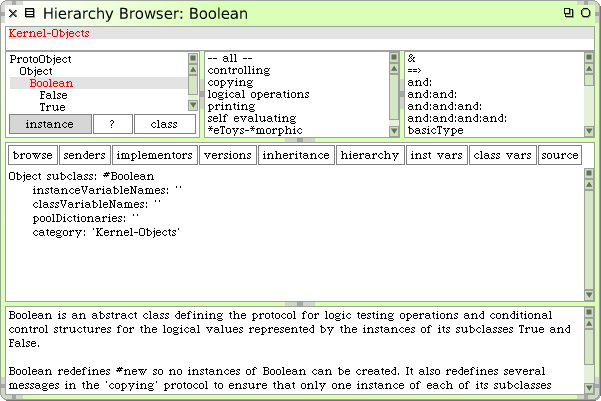 Hierarchy Browser: Boolean
Kernel-Objects
ProtoObject
Object
Boolean
False
True
instance ? class
-- all --
controlling
copying
logical operations
printing
self evaluating
*eToys-*morphic
&
==>
and:
and:and:
and:and:and:
and:and:and:and:
basicType
browse senders implementors versions inheritance hierarchy inst vars class vars source
Object subclass: #Boolean
instanceVariableNames: ''
classVariableNames: ''
poolDictionaries: ''
category: 'Kernel-Objects'
Boolean is an abstract class defining the protocol for logic testing operations and conditional
control structures for the logical values represented by the instances of its subclasses True and
False.
Boolean redefines #new so no instances of Boolean can be created. It also redefines several
messages in the 'copying' protocol to ensure that only one instance of each of its subclasses